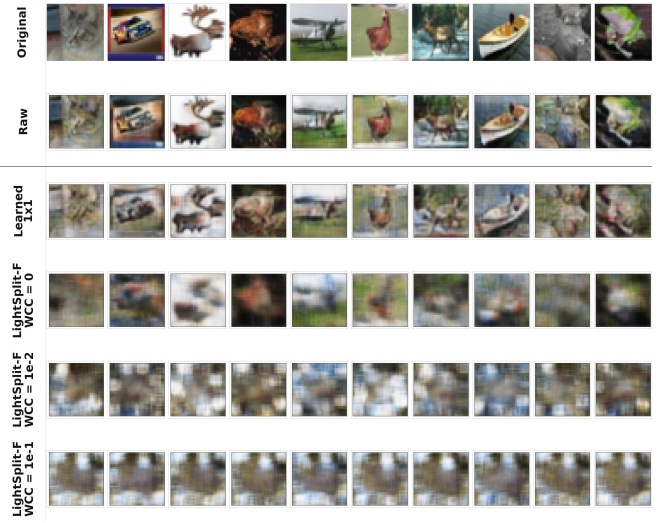 Original
Raw
Learned
1x1
LightSplit-F
WCC = 0
LightSplit-F
WCC = 1e-2
LightSplit-F
WCC = 1e-1